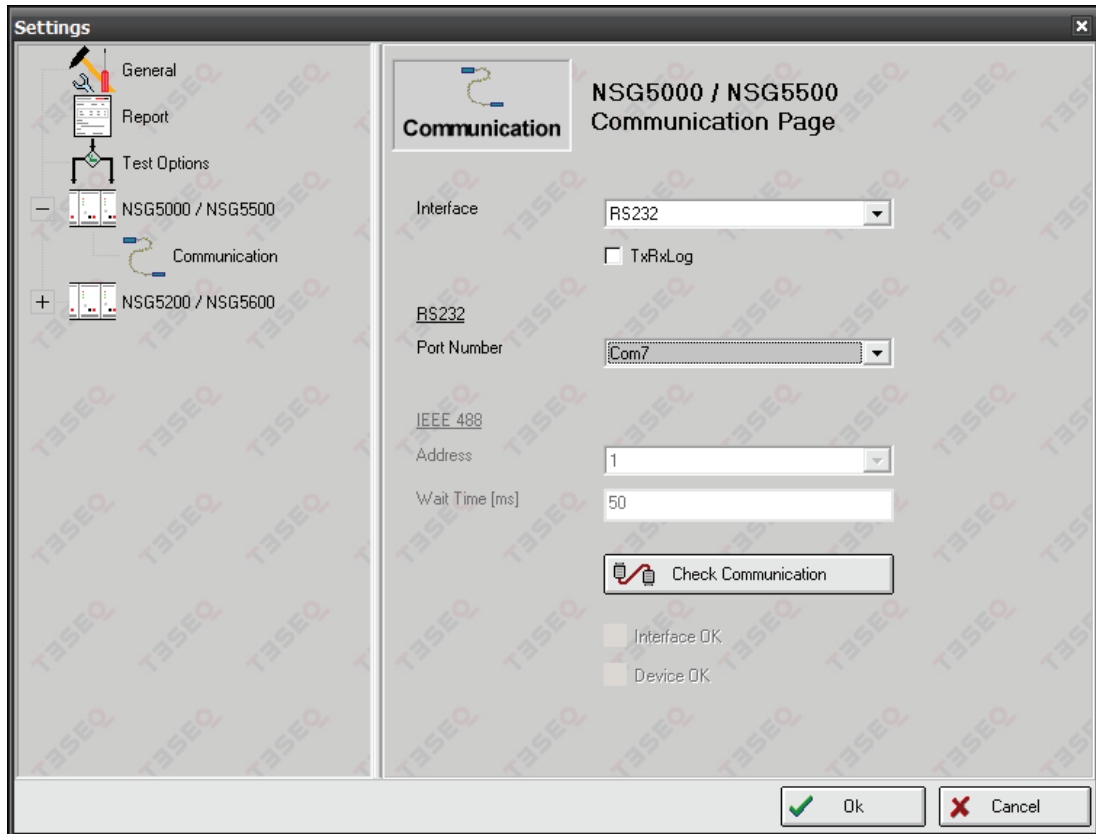 Settings
General
Report
Test Options
NSG5000 / NSG5500
Communication
NSG5200 / NSG5600
Communication
NSG5000 / NSG5500
Communication Page
Interface
RS232
TxRxLog
RS232
Port Number
Com7
IEEE 488
Address
1
Wait Time [ms]
50
Check Communication
Interface OK
Device OK
Ok
Cancel
T3SEQ